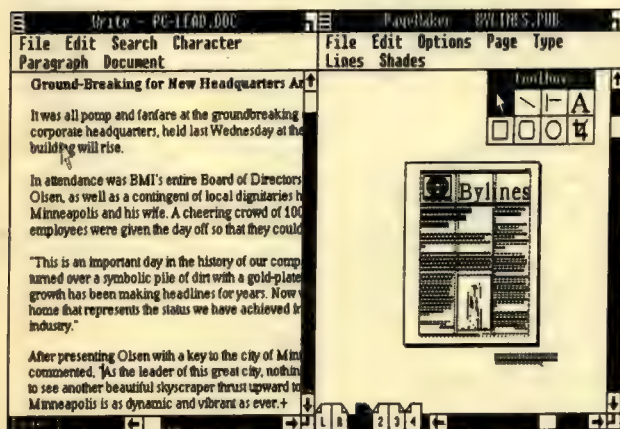 Write – PC-LEAD.DOC
File Edit Search Character
Paragraph Document
Ground-Breaking for New Headquarters
It was all pomp and fanfare at the groundbreaking
corporate headquarters, held last Wednesday at the
building will rise.
In attendance was BMI's entire Board of Directors
Olsen, as well as a contingent of local dignitaries
Minneapolis and his wife. A cheering crowd of 100
employees were given the day off so that they could
"This is an important day in the history of our
turned over a symbolic pile of dirt with a
growth has been making headlines for years. Now
home that represents the status we have achieved
industry."
After presenting Olsen with a key to the city of
commented, "As the leader of this great city,
to see another beautiful skyscraper thrust upward
Minneapolis is as dynamic and vibrant as ever.+
PageMaker – BYLINES.PUB
File Edit Options Page Type
Lines Shades
Toolbox
A
Bylines
L R 2 3 4